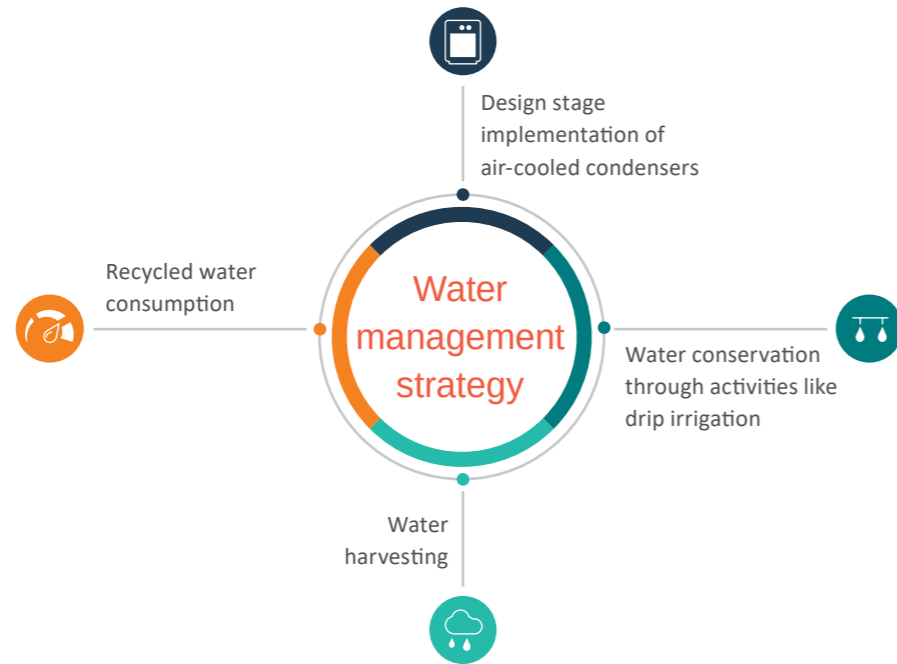 Design stage
implementation of
air-cooled condensers
Recycled water
consumption
Water
management
strategy
Water conservation
through activities like
drip irrigation
Water
harvesting